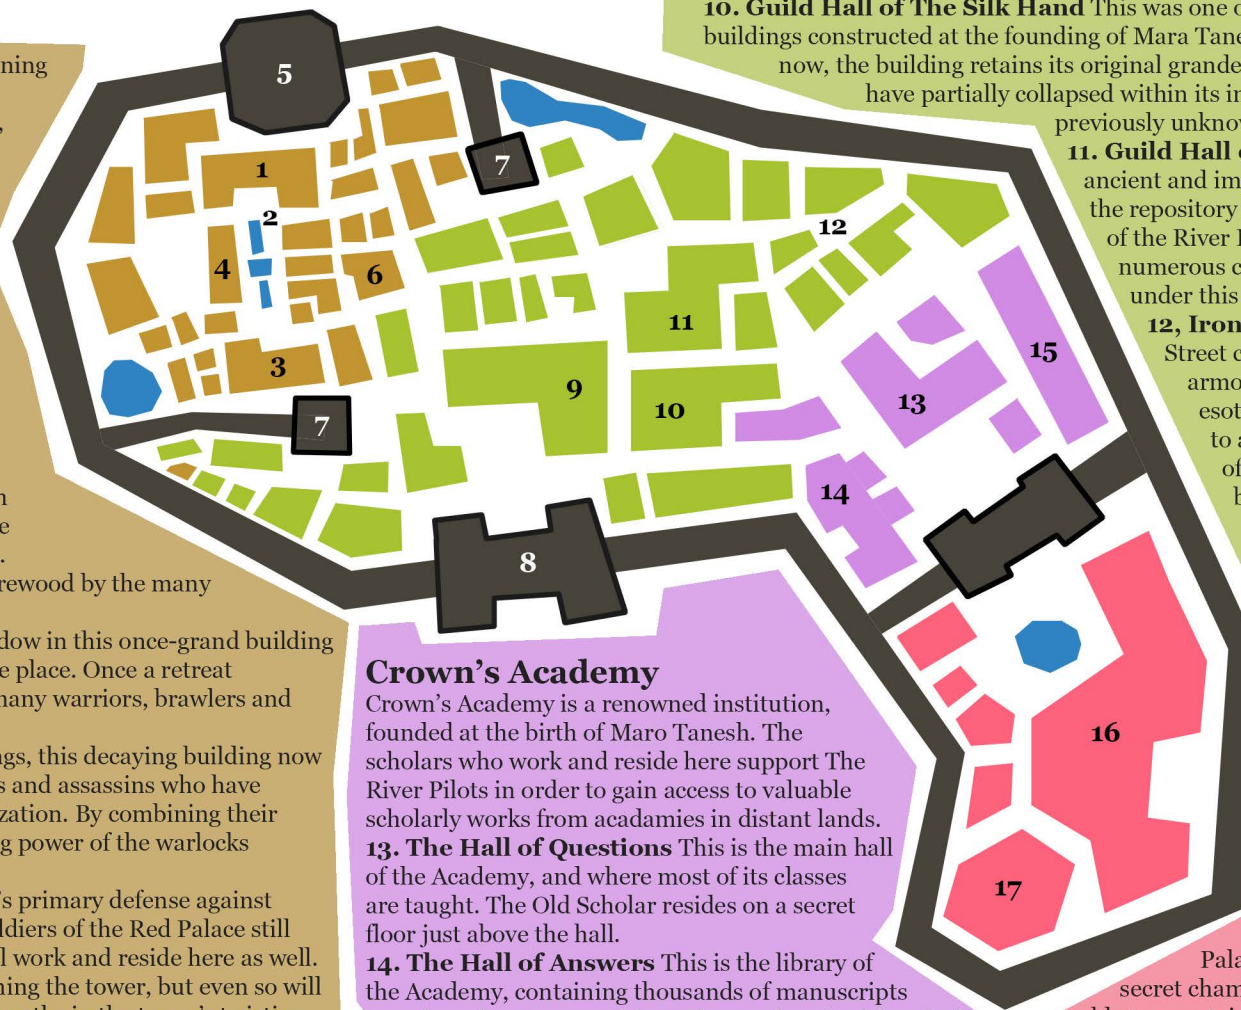 10. Guild Hall of The Silk Hand This was one
buildings constructed at the founding of Mara
now, the building retains its original
have partially collapsed within its
previously
11. Guild Hall
ancient and
the repository
of the River
numerous
under this
12, Iron
Street
to
of
ning
5
7
1
2
12
4
6
11
3
15
9
13
10
7
14
8
16
17
rewood by the many
dow in this once-grand building
e place. Once a retreat
many warriors, brawlers and
ngs, this decaying building now
s and assassins who have
zation. By combining their
g power of the warlocks
's primary defense against
ldiers of the Red Palace still
l work and reside here as well.
ning the tower, but even so will
Crown's Academy
Crown's Academy is a renowned institution,
founded at the birth of Maro Tanesh. The
scholars who work and reside here support The
River Pilots in order to gain access to valuable
scholarly works from acadamies in distant lands.
13. The Hall of Questions This is the main hall
of the Academy, and where most of its classes
are taught. The Old Scholar resides on a secret
floor just above the hall.
14. The Hall of Answers This is the library of
the Academy, containing thousands of manuscripts
Pala
secret cham